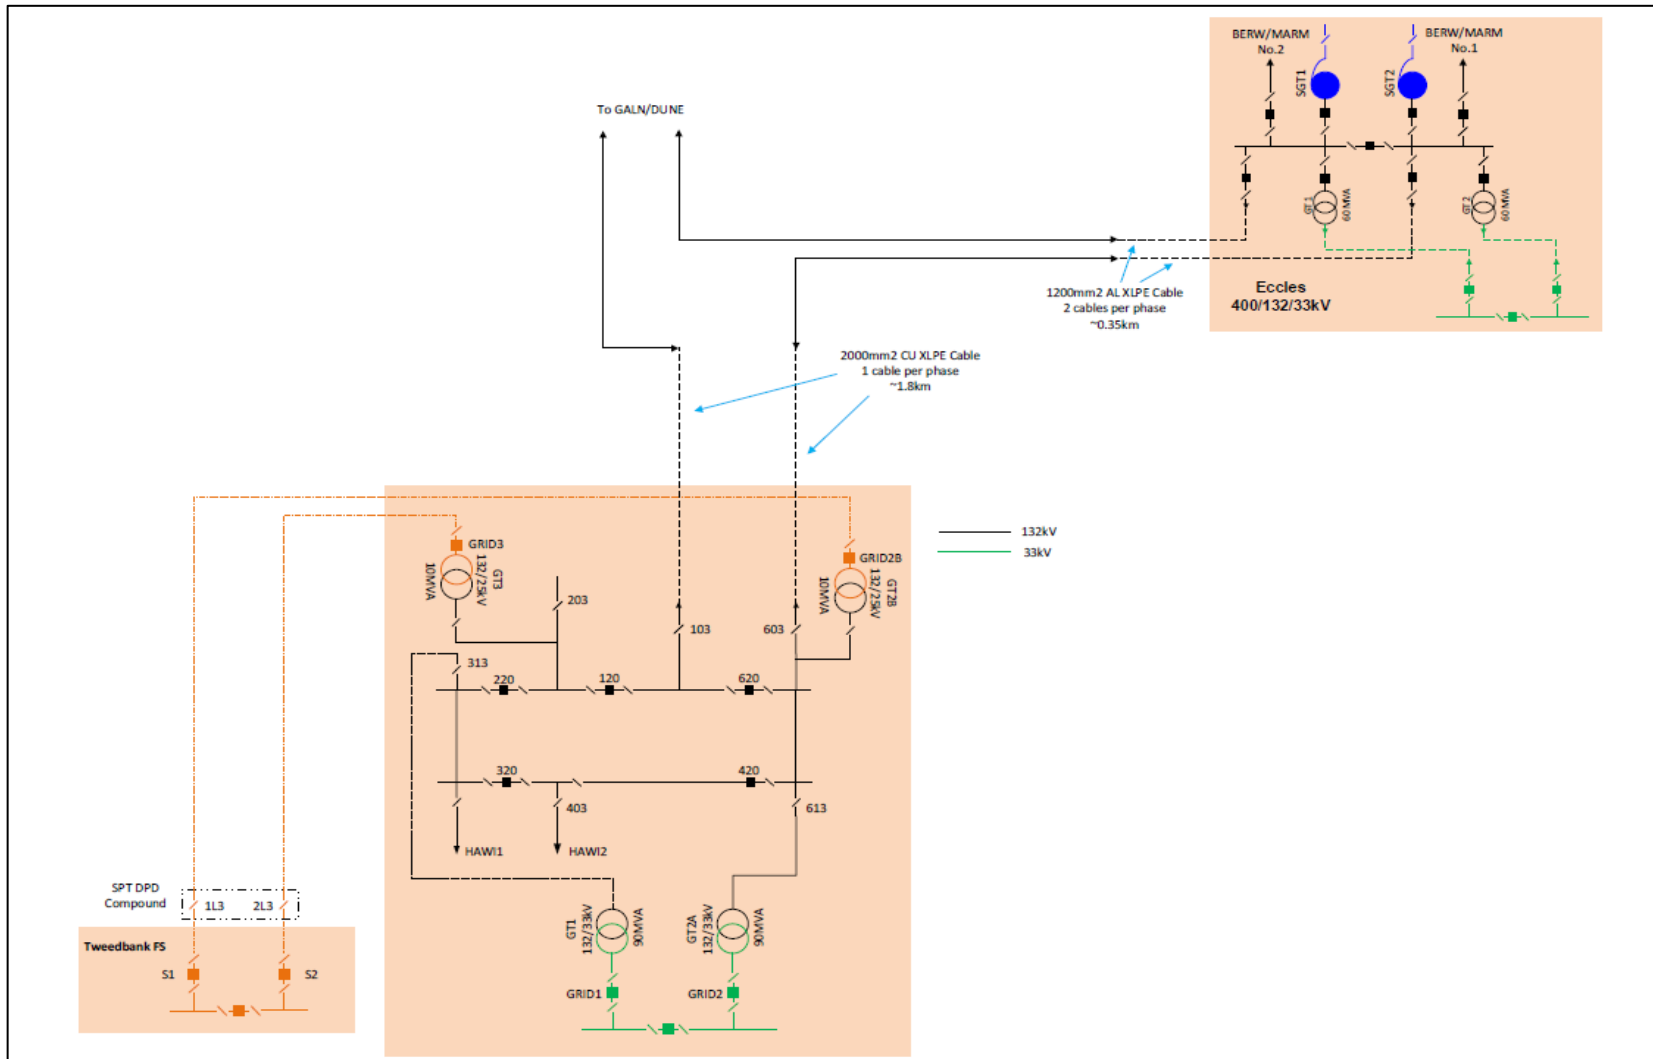 BERW/MARM
No.2
BERW/MARM
No.1
SGT1
SGT2
To GALN/DUNE
GT1
60 MVA
GT2
60 MVA
Eccles
400/132/33kV
1200mm2 AL XLPE Cable
2 cables per phase
~0.35km
2000mm2 CU XLPE Cable
1 cable per phase
~1.8km
132kV
33kV
GRID3
GT3
132/25kV
10MVA
GRID2B
GT2B
132/25kV
10MVA
203
103
603
313
220
120
620
320
420
403
613
HAWI1
HAWI2
SPT DPD
Compound
1L3
2L3
Tweedbank FS
S1
S2
GT1
132/33kV
90MVA
GT2A
132/33kV
90MVA
GRID1
GRID2